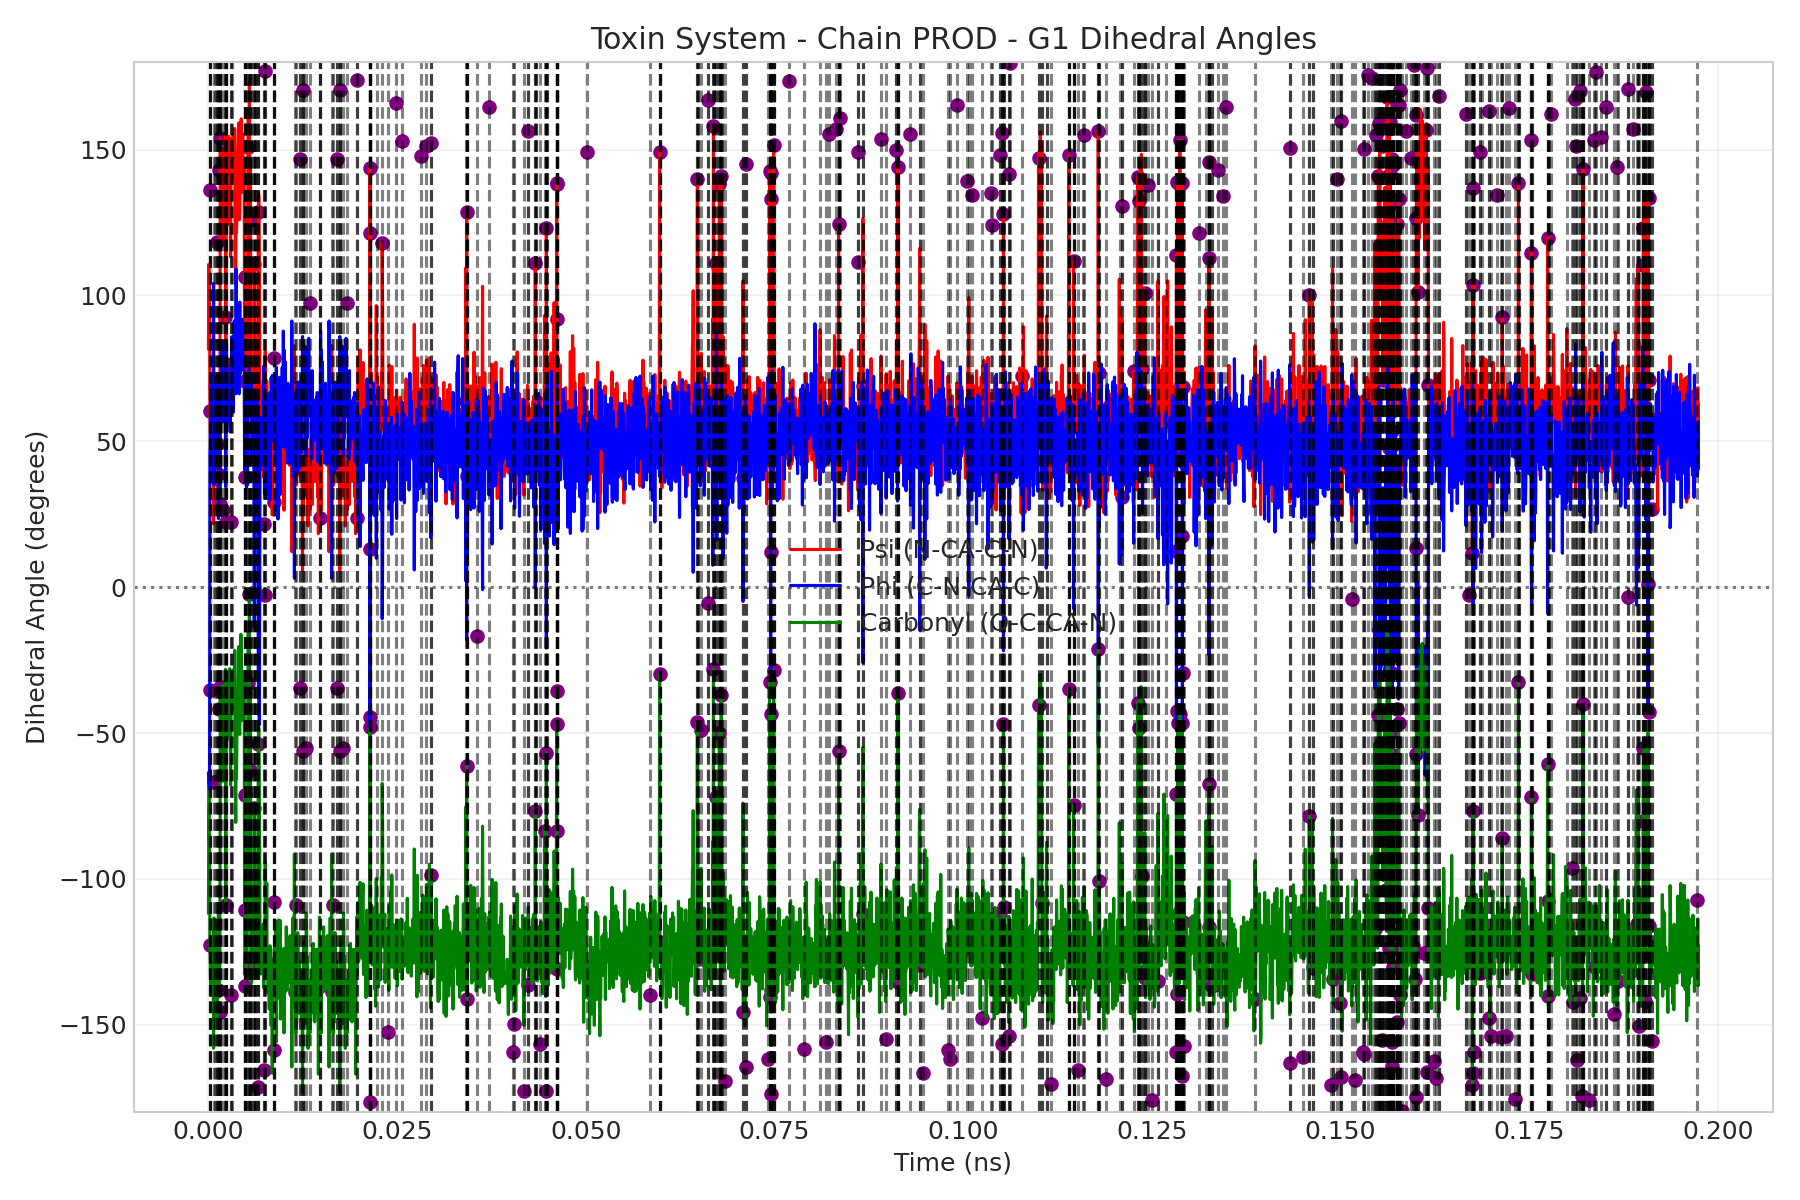 Toxin System - Chain PROD - G1 Dihedral Angles
150
100
50
0
−50
−100
−150
Dihedral Angle (degrees)
Psi (N-CA-C-N)
Phi (C-N-CA-C)
Carbonyl (O-C-CA-N)
0.000 0.025 0.050 0.075 0.100 0.125 0.150 0.175 0.200
Time (ns)